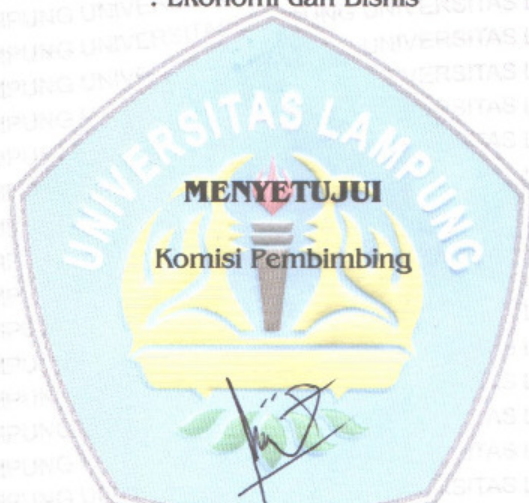 : Ekonomi dan Bisnis
UNIVERSITAS LAMPUNG
MENYETUJUI
Komisi Pembimbing